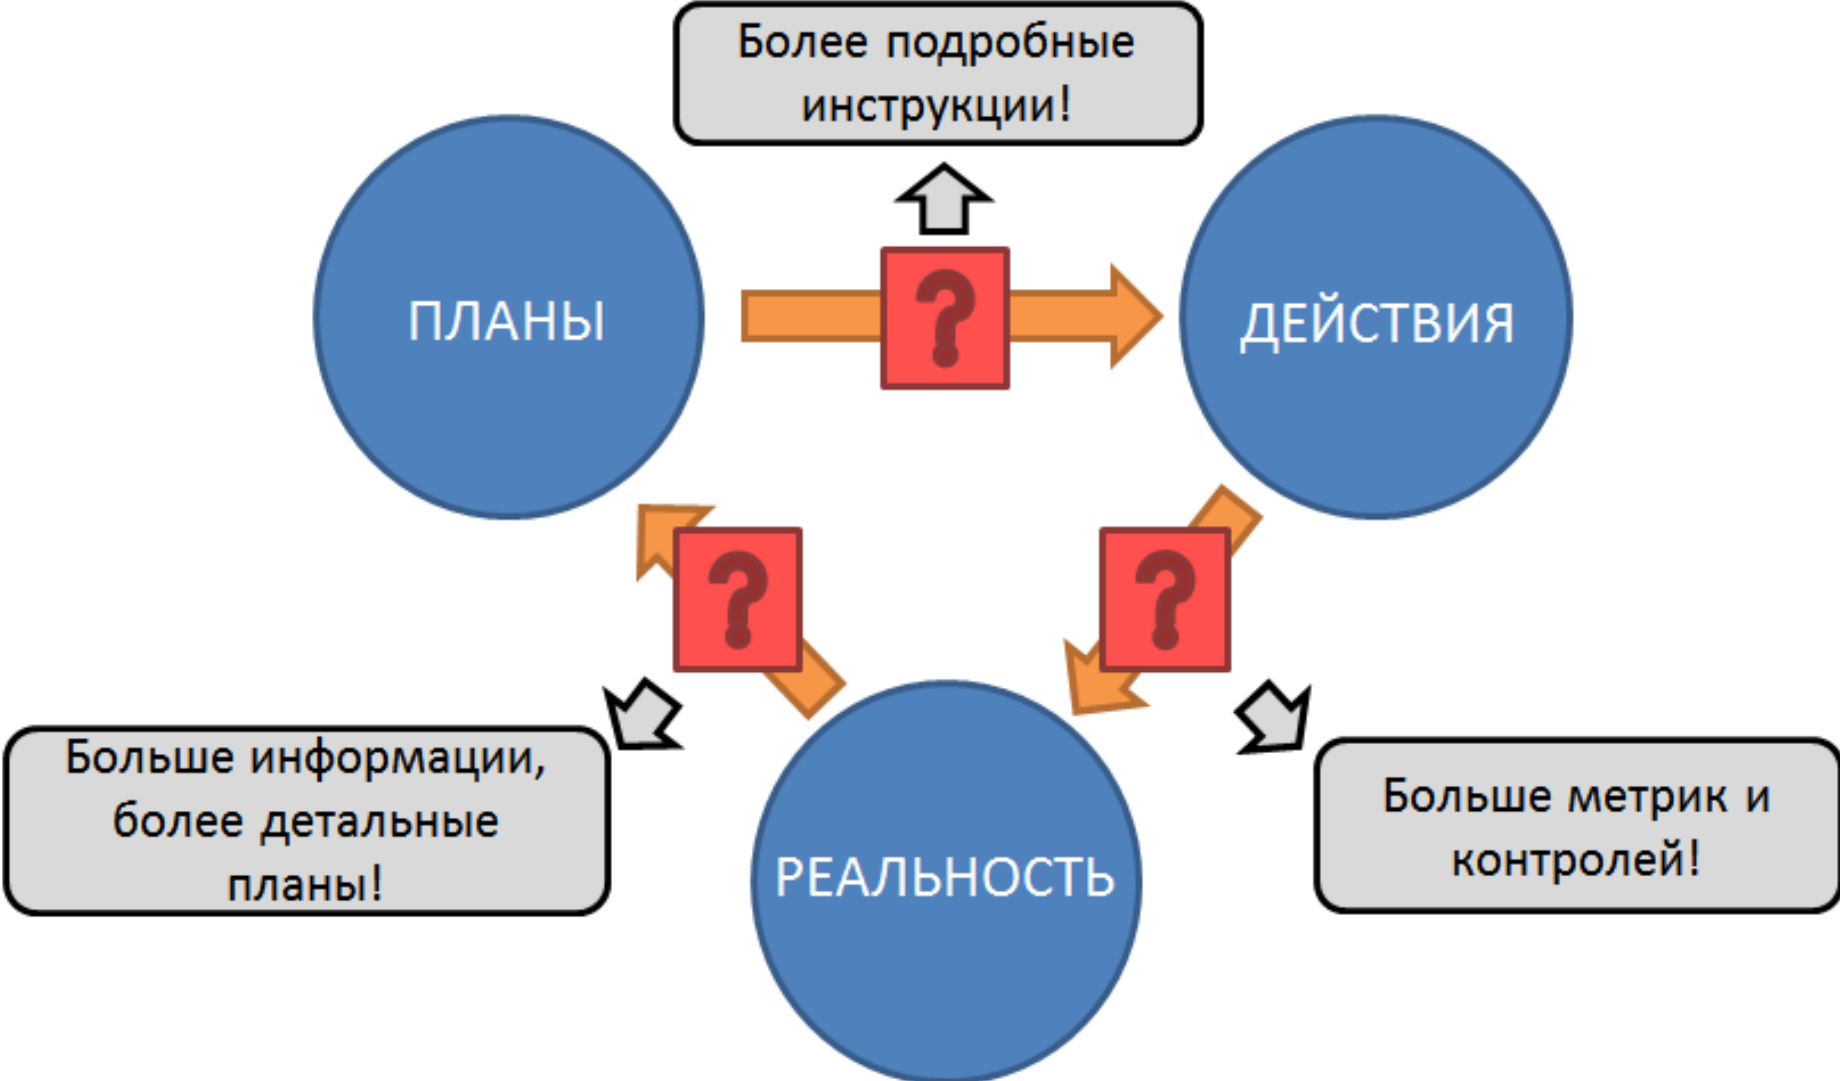 Более подробные
инструкции!
ПЛАНЫ
?
ДЕЙСТВИЯ
?
?
Больше информации,
более детальные
планы!
РЕАЛЬНОСТЬ
Больше метрик и
контролей!